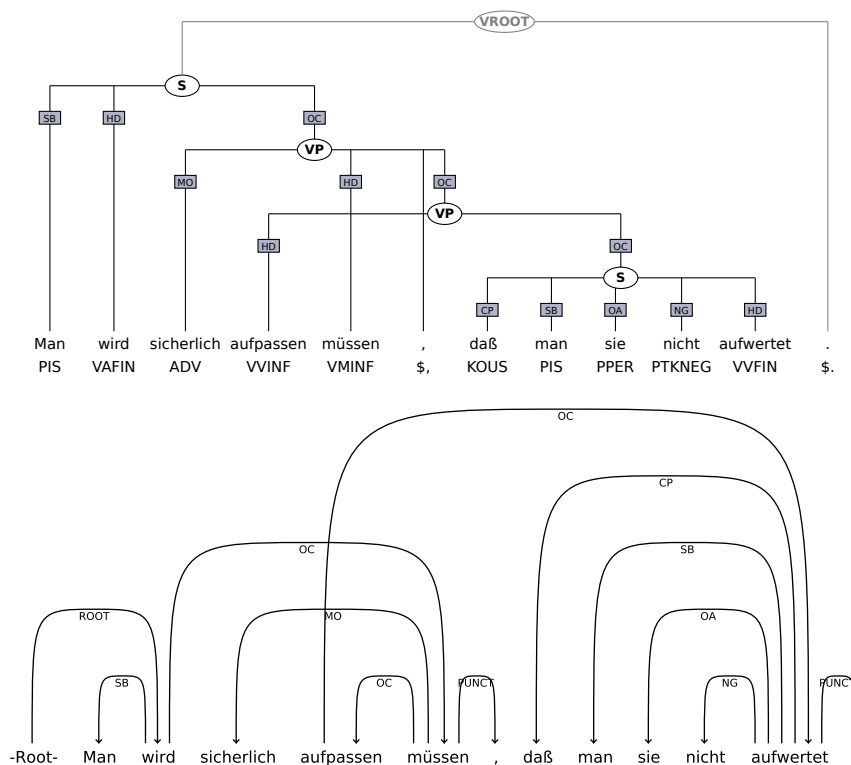 VROOT
S
SB HD OC
VP
MO HD OC
VP
HD OC
S
CP SB OA NG HD
Man wird sicherlich aufpassen müssen , daß man sie nicht aufwertet .
PIS VAFIN ADV VVINF VMINF $, KOUS PIS PPER PTKNEG VVFIN $.
OC
CP
OC SB
ROOT MO OA
SB OC PUNCT NG PUNC
-Root- Man wird sicherlich aufpassen müssen , daß man sie nicht aufwertet